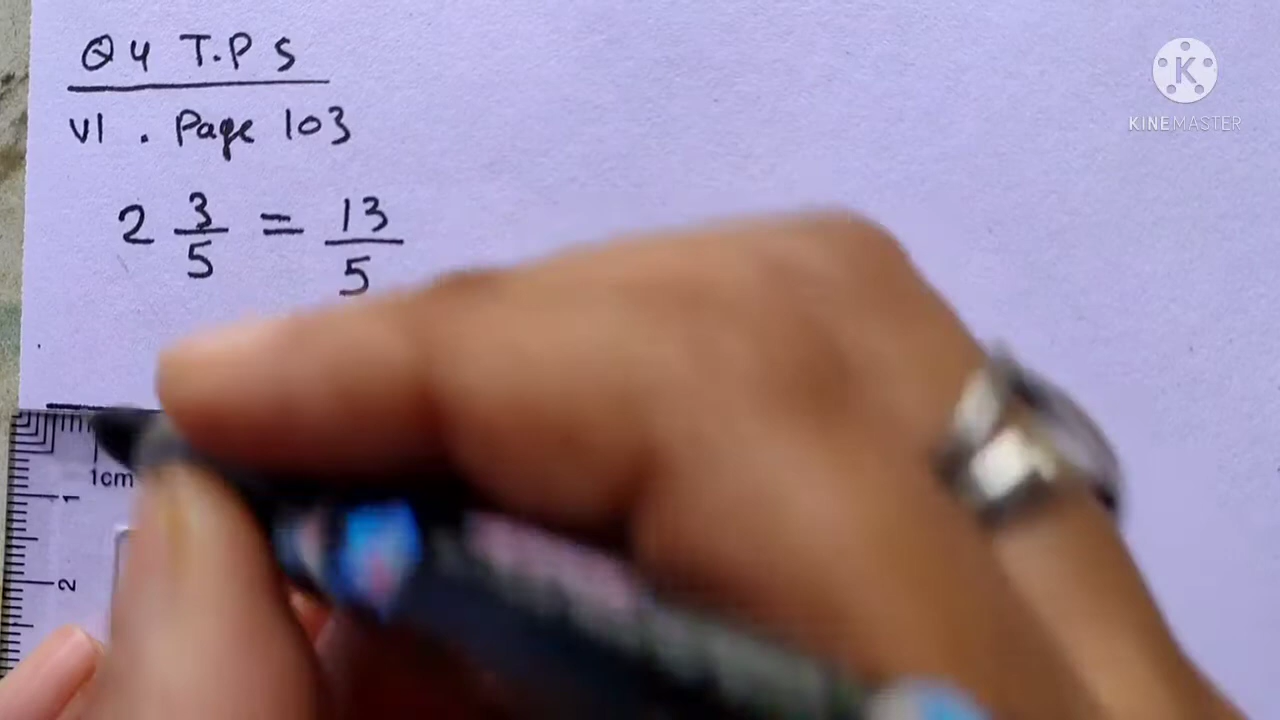 Q4 T.P S
VI . Page 103
2 3/5 = 13/5
1cm
1
2
KINEMASTER